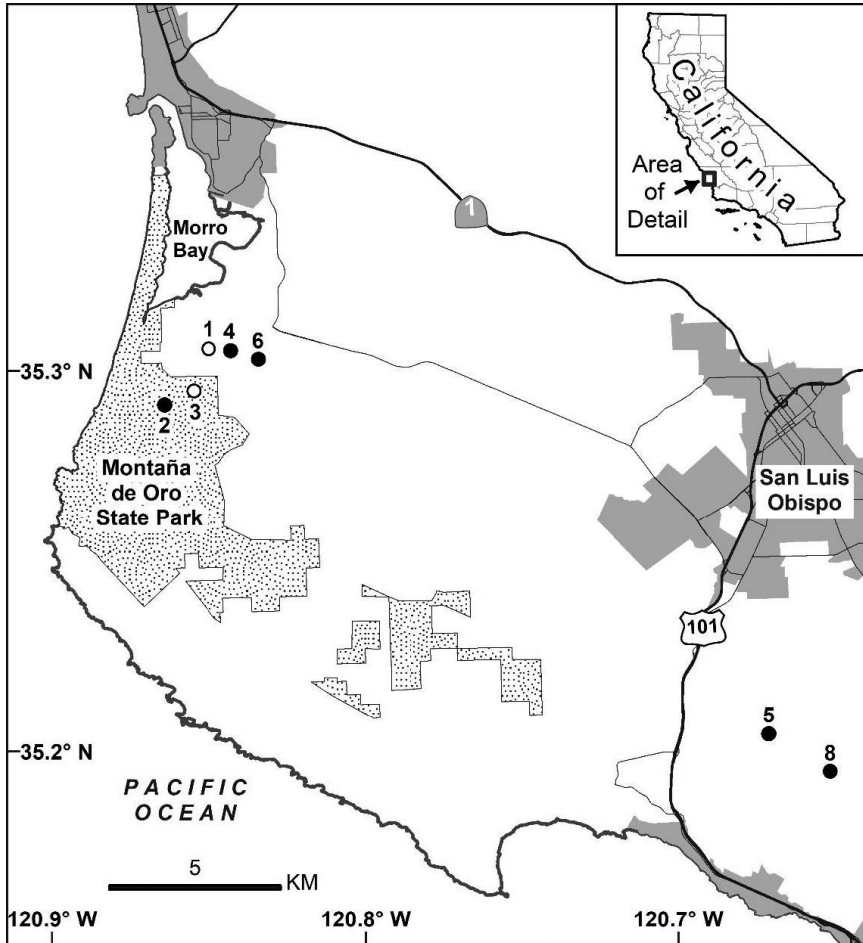 California
Area
of
Detail
1
Morro
Bay
1 4 6
35.3° N
3
2
Montaña
de Oro
State Park
San Luis
Obispo
101
5
8
35.2° N
PACIFIC
OCEAN
5
KM
120.9° W 120.8° W 120.7° W